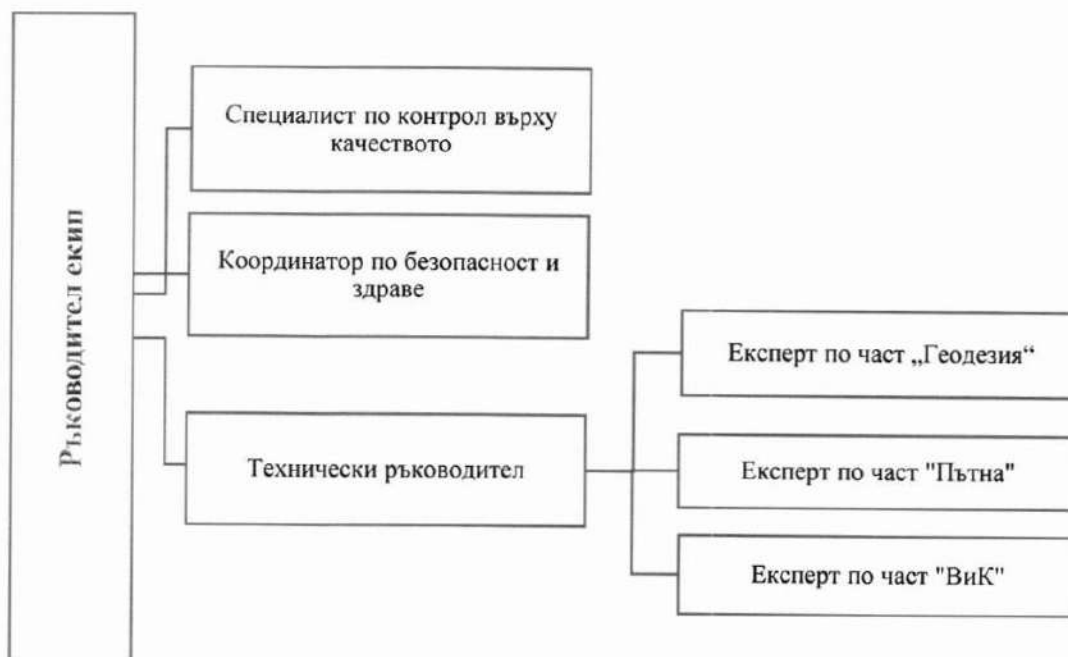 Ръководител екип
Специалист по контрол върху
качеството
Координатор по безопасност и
здраве
Технически ръководител
Експерт по част „Геодезия“
Експерт по част "Пътна"
Експерт по част "ВиК"